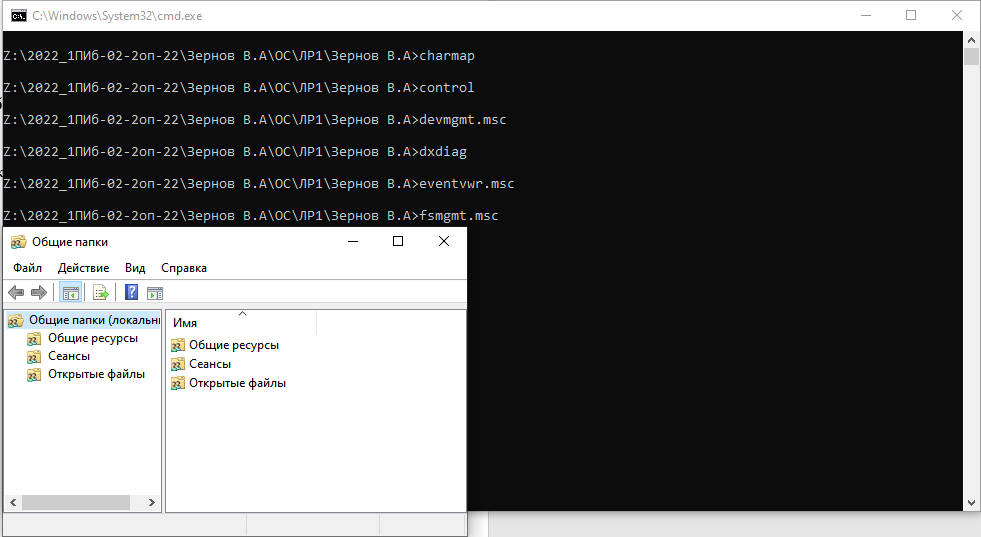 C:\Windows\System32\cmd.exe
Z:\2022_1ПИб-02-2оп-22\Зернов В.А\ОС\ЛР1\Зернов В.А>charmap
Z:\2022_1ПИб-02-2оп-22\Зернов В.А\ОС\ЛР1\Зернов В.А>control
Z:\2022_1ПИб-02-2оп-22\Зернов В.А\ОС\ЛР1\Зернов В.А>devmgmt.msc
Z:\2022_1ПИб-02-2оп-22\Зернов В.А\ОС\ЛР1\Зернов В.А>dxdiag
Z:\2022_1ПИб-02-2оп-22\Зернов В.А\ОС\ЛР1\Зернов В.А>eventvwr.msc
Z:\2022_1ПИб-02-2оп-22\Зернов В.А\ОС\ЛР1\Зернов В.А>fsmgmt.msc
Общие папки
Файл Действие Вид Справка
Общие папки (локальн
Общие ресурсы
Сеансы
Открытые файлы
Имя
Общие ресурсы
Сеансы
Открытые файлы